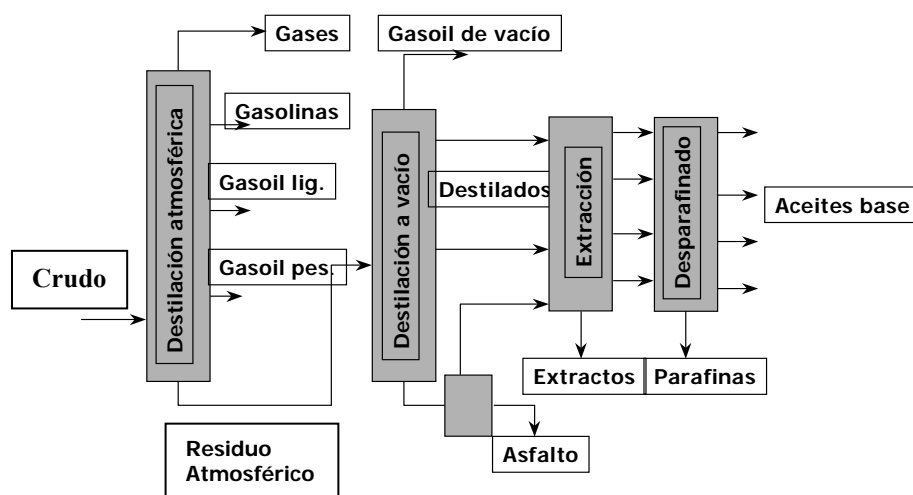 Gases
Gasoil de vacío
Gasolinas
Gasoil lig.
Gasoil pes.
Crudo
Destilación atmosférica
Residuo
Atmosférico
Destilación a vacío
Destilados
Extracción
Desparafinado
Aceites base
Extractos
Parafinas
Asfalto